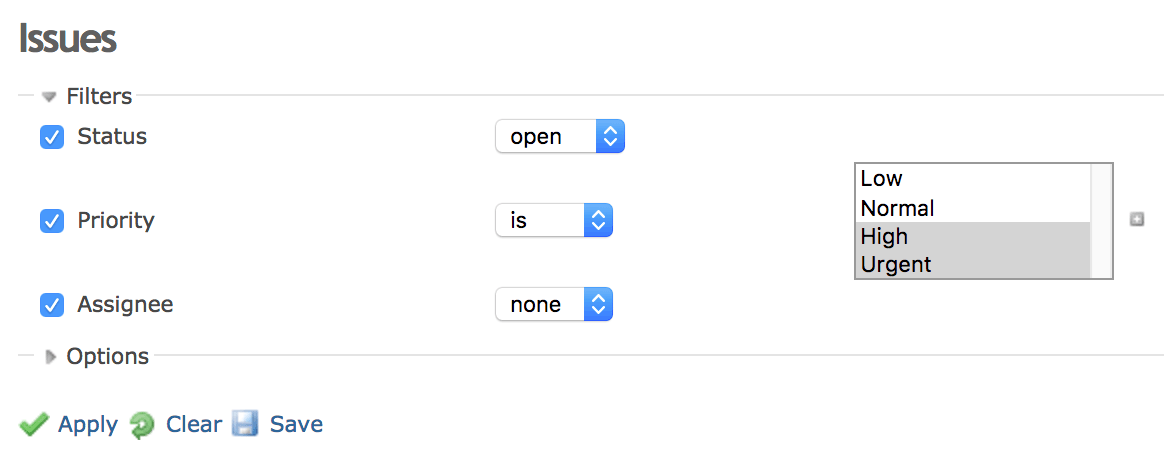 Issues
Filters
Status open
Low
Normal
Priority is
High
Urgent
Assignee none
Options
Apply Clear Save